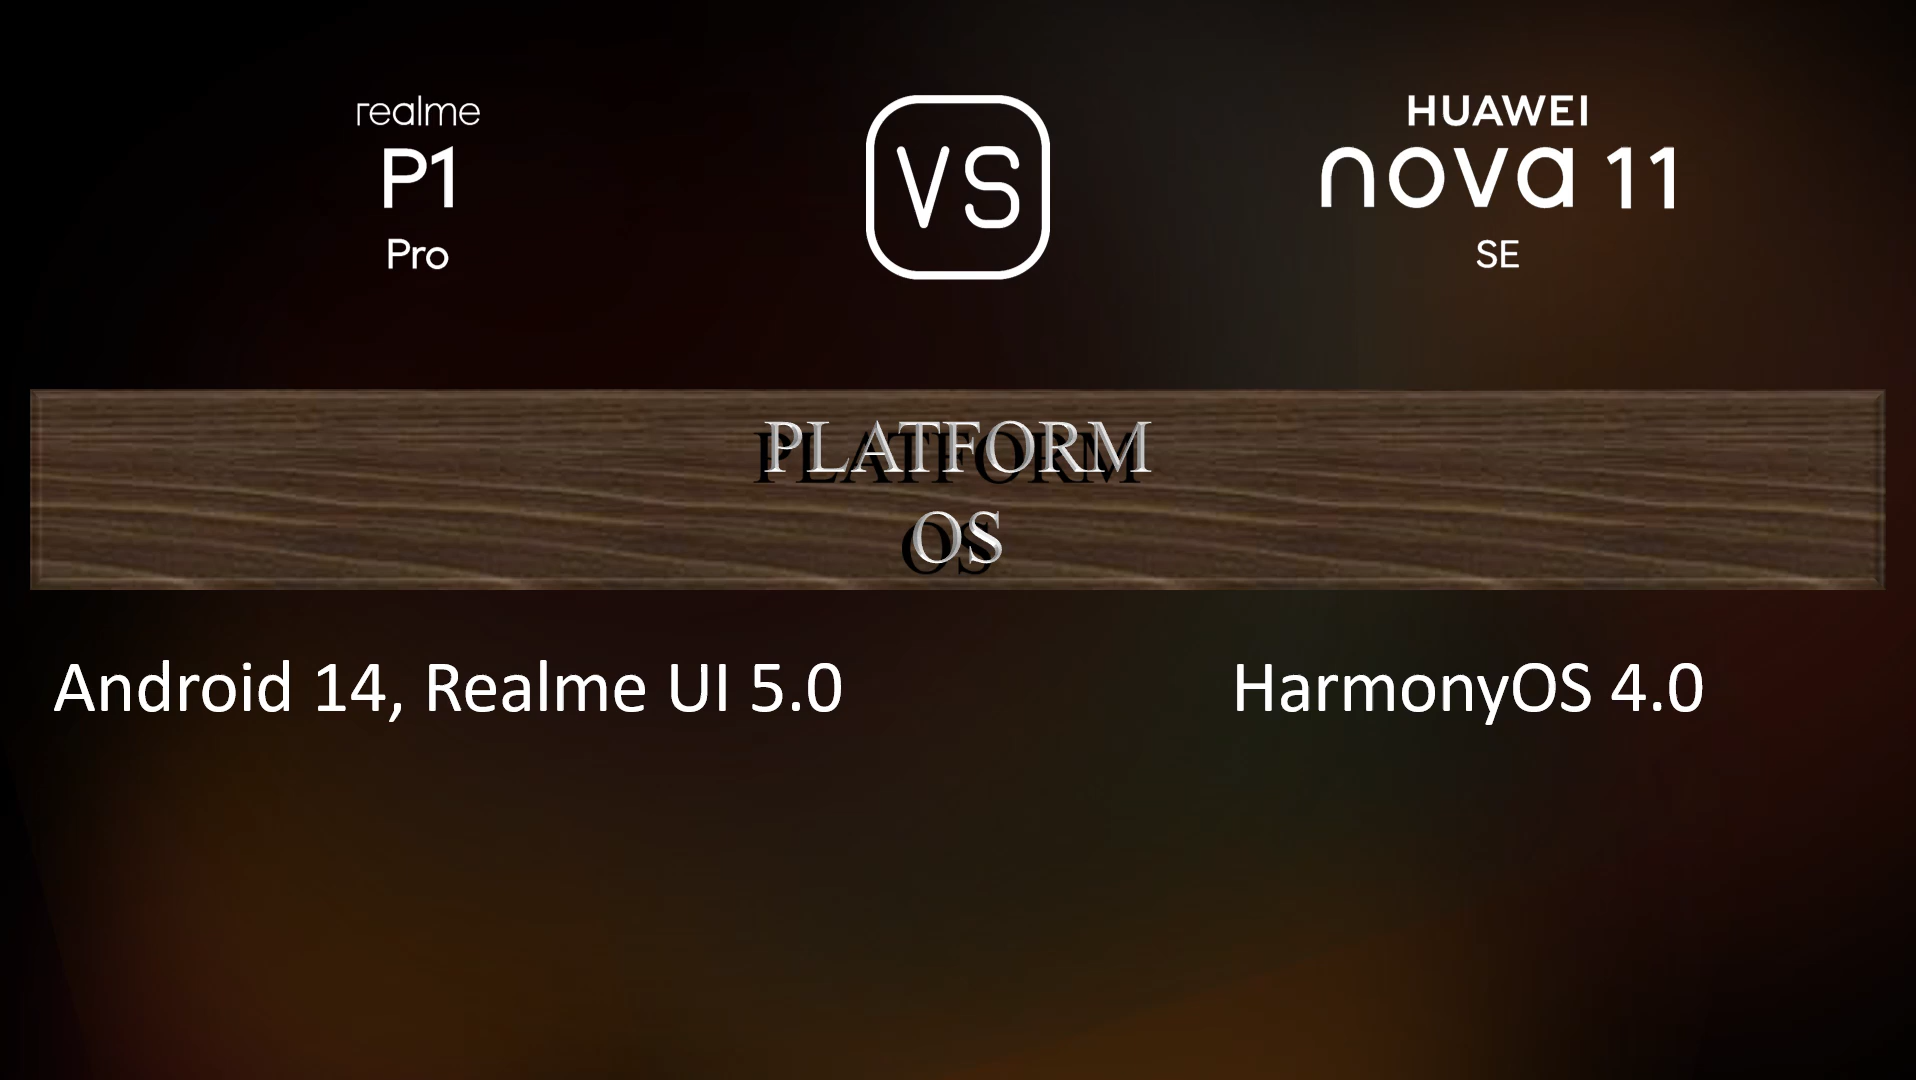 realme
P1
Pro
VS
HUAWEI
nova 11
SE
PLATFORM
OS
Android 14, Realme UI 5.0
HarmonyOS 4.0